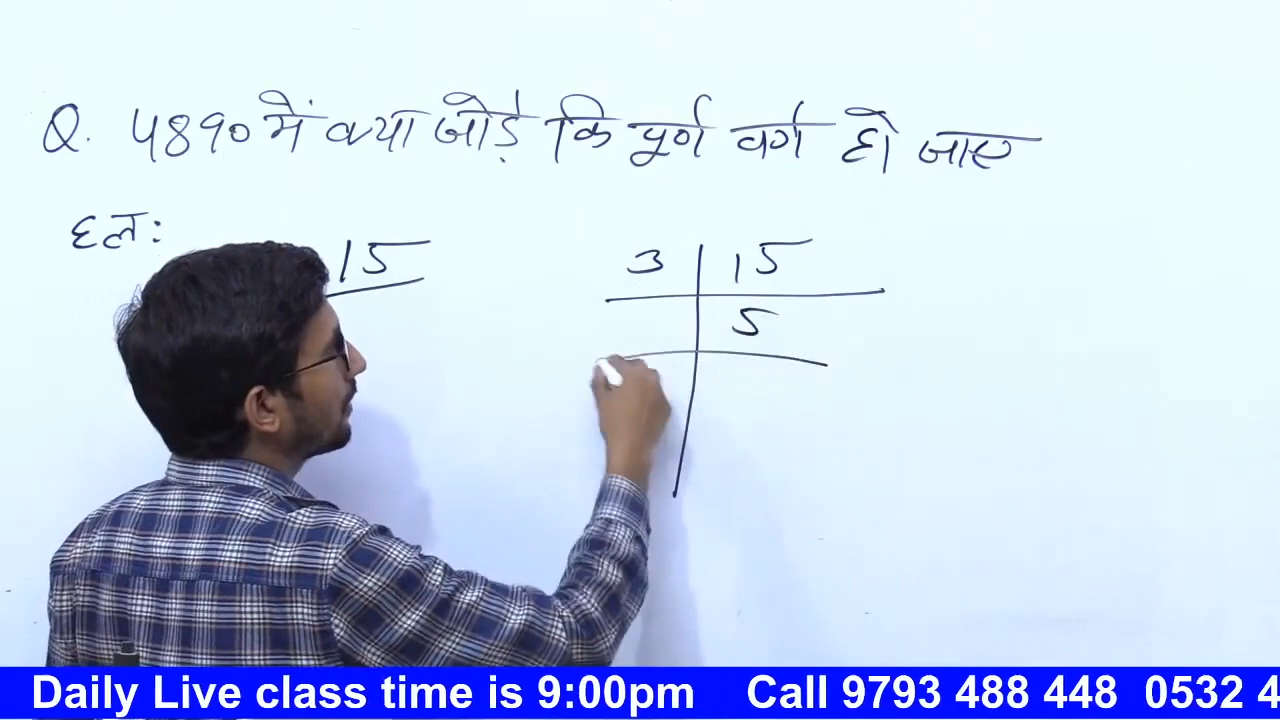 Q. 4890 में क्या जोड़े कि पूर्ण वर्ग हो जाए
हल:
15
3 15
5
Daily Live class time is 9:00pm Call 9793 488 448 0532 4